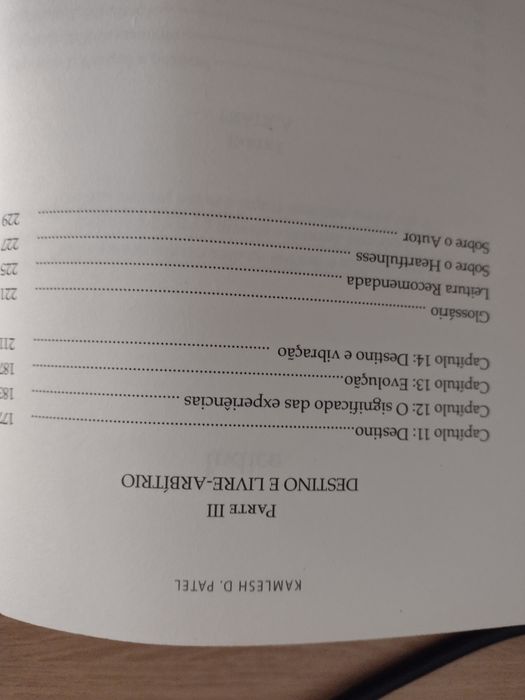 KAMLESH D. PATEL
PARTE III
DESTINO E LIVRE-ARBÍTRIO
Capítulo 11: Destino
Capítulo 12: O significado das experiências
Capítulo 13: Evolução
Capítulo 14: Destino e vibração 211
Glossário 221
Leitura Recomendada 225
Sobre o Heartfulness 227
Sobre o Autor 229